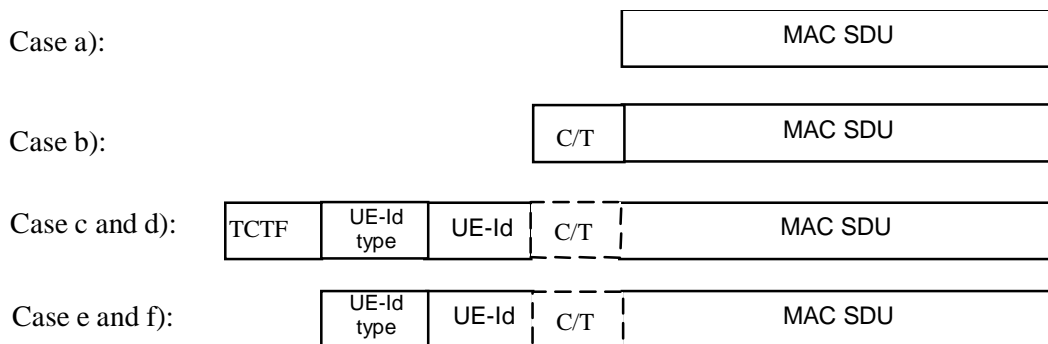 Case a): MAC SDU
Case b): C/T MAC SDU
Case c and d): TCTF UE-Id type UE-Id C/T MAC SDU
Case e and f): UE-Id type UE-Id C/T MAC SDU